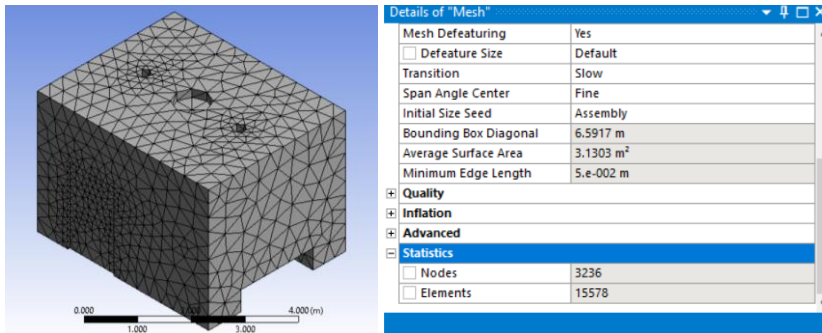 0.000
4.000 (m)
1.000
3.000
Details of "Mesh"
Mesh Defeaturing Yes
Defeature Size Default
Transition Slow
Span Angle Center Fine
Initial Size Seed Assembly
Bounding Box Diagonal 6.5917 m
Average Surface Area 3.1303 m²
Minimum Edge Length 5.e-002 m
Quality
Inflation
Advanced
Statistics
Nodes 3236
Elements 15578